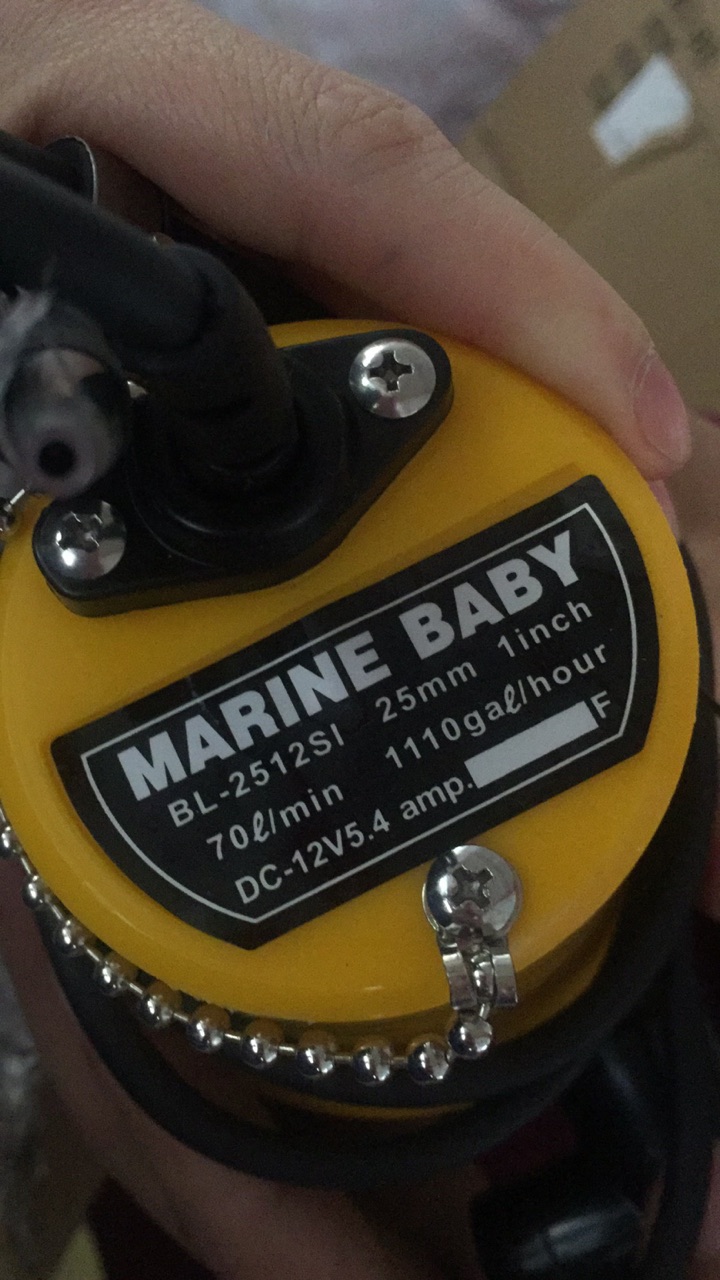 MARINE BABY
BL-2512SI 25mm 1inch
70ℓ/min 1110gaℓ/hour
DC-12V5.4 amp. F